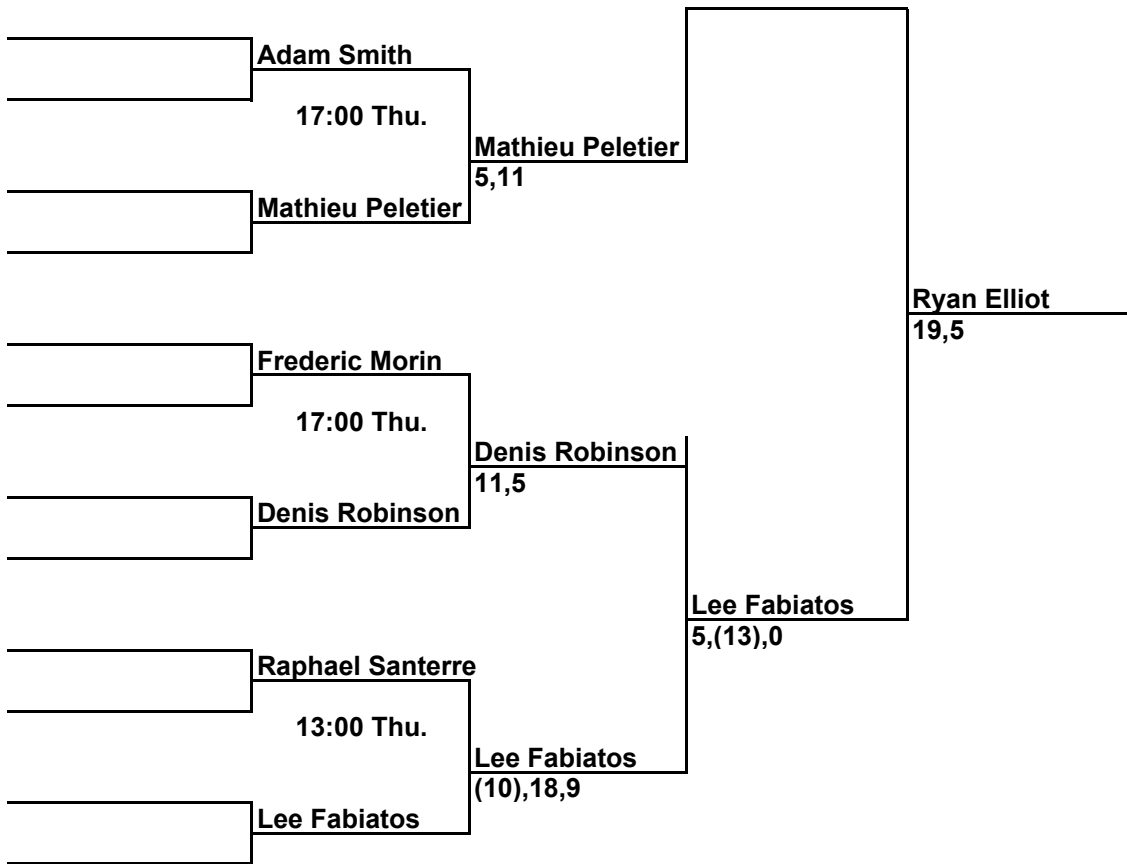 Adam Smith
17:00 Thu.
Mathieu Peletier
5,11
Mathieu Peletier
Ryan Elliot
19,5
Frederic Morin
17:00 Thu.
Denis Robinson
11,5
Denis Robinson
Lee Fabiatos
5,(13),0
Raphael Santerre
13:00 Thu.
Lee Fabiatos
(10),18,9
Lee Fabiatos